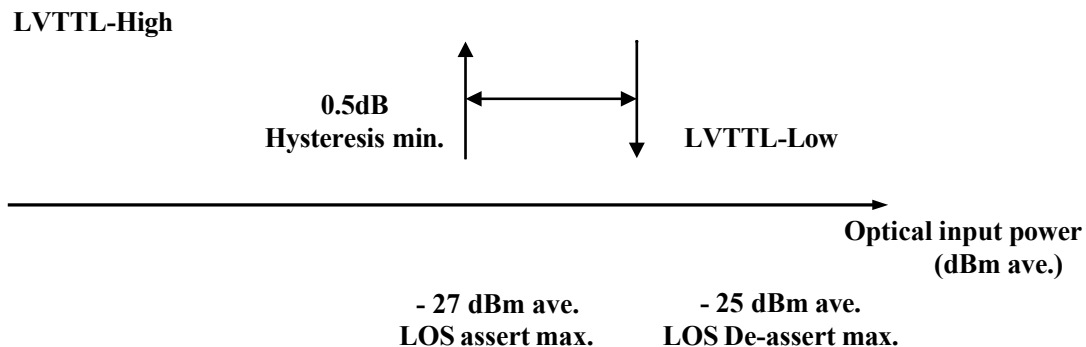 LVTTL-High
0.5dB
Hysteresis min.
LVTTL-Low
Optical input power
(dBm ave.)
- 27 dBm ave.
LOS assert max.
- 25 dBm ave.
LOS De-assert max.